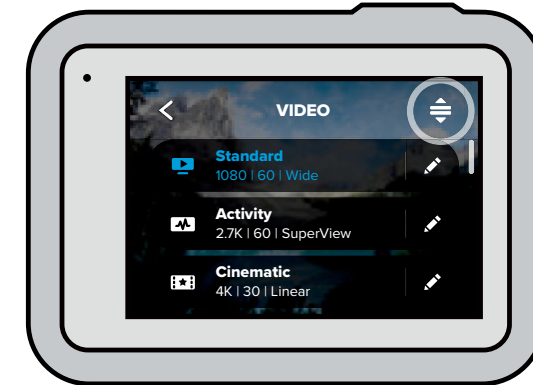 VIDEO
Standard
1080 | 60 | Wide
Activity
2.7K | 60 | SuperView
Cinematic
4K | 30 | Linear